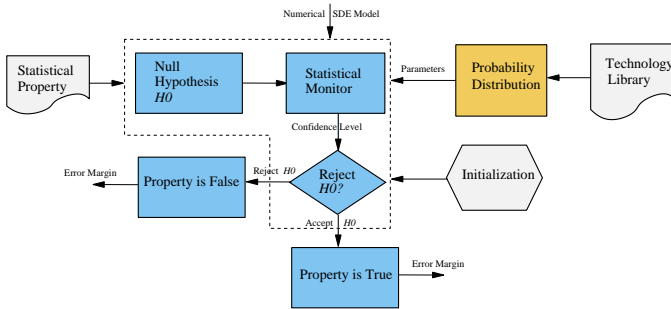 Numerical SDE Model
Statistical
Property
Null
Hypothesis
H0
Statistical
Monitor
Parameters
Probability
Distribution
Technology
Library
Confidence Level
Error Margin
Property is False
Reject H0
Reject
H0?
Initialization
Accept H0
Property is True
Error Margin